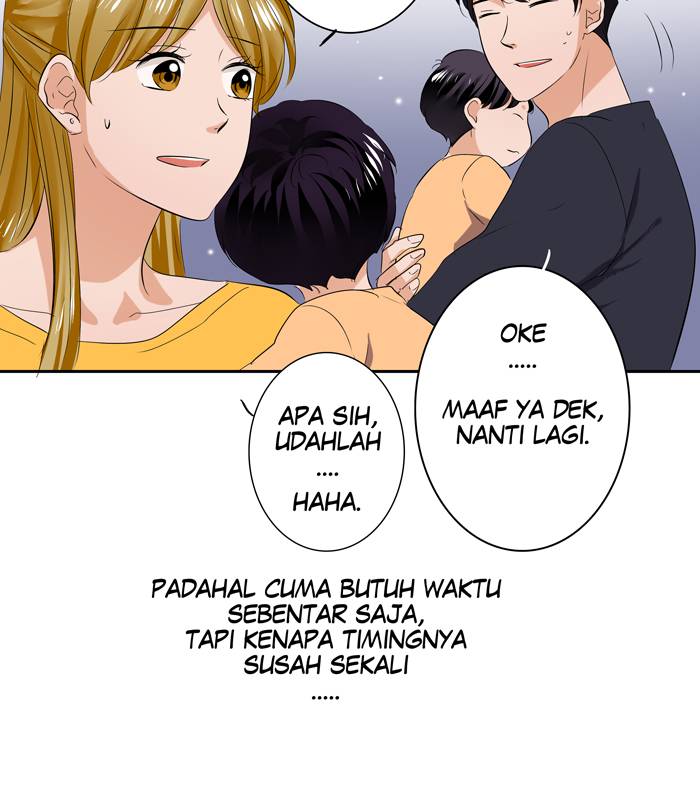 OKE
.....
MAAF YA DEK,
NANTI LAGI.
APA SIH,
UDAHLAH
....
HAHA.
PADAHAL CUMA BUTUH WAKTU
SEBENTAR SAJA,
TAPI KENAPA TIMINGNYA
SUSAH SEKALI
.....